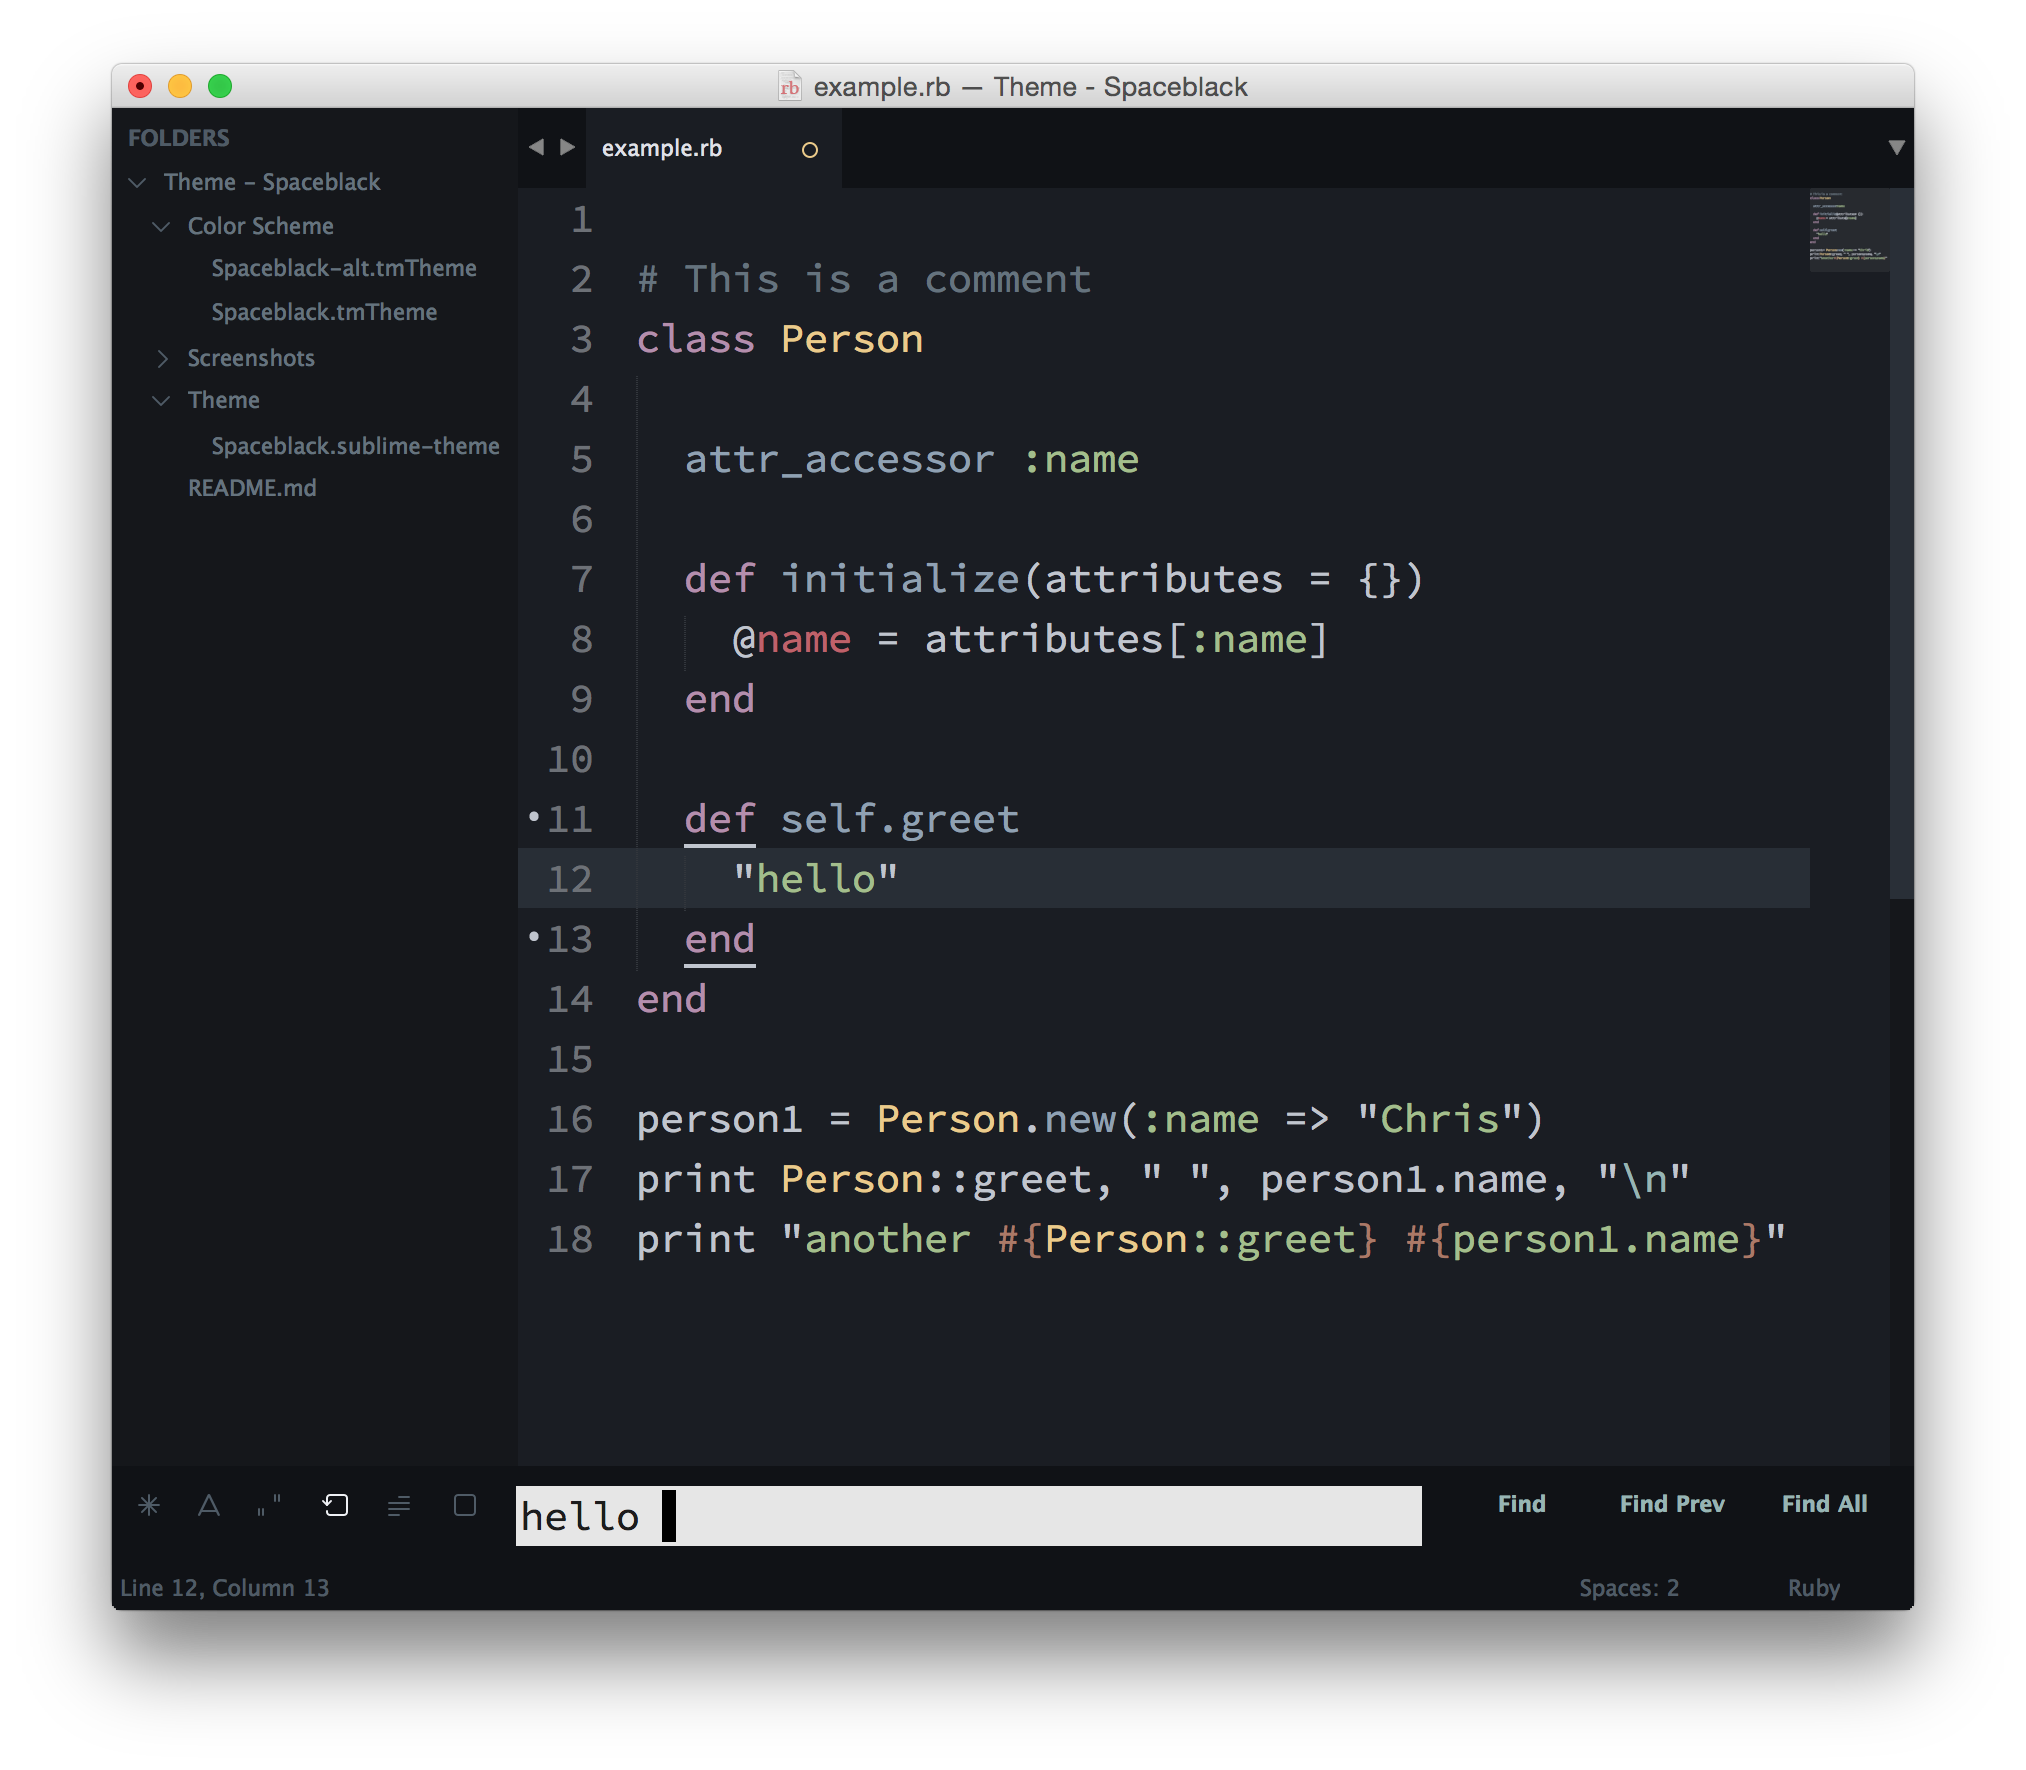 example.rb — Theme - Spaceblack
FOLDERS
Theme - Spaceblack
Color Scheme
Spaceblack-alt.tmTheme
Spaceblack.tmTheme
Screenshots
Theme
Spaceblack.sublime-theme
README.md
example.rb
1
2 # This is a comment
3 class Person
4
5 attr_accessor :name
6
7 def initialize(attributes = {})
8 @name = attributes[:name]
9 end
10
11 def self.greet
12 "hello"
13 end
14 end
15
16 person1 = Person.new(:name => "Chris")
17 print Person::greet, " ", person1.name, "\n"
18 print "another #{Person::greet} #{person1.name}"
hello
Find Find Prev Find All
Line 12, Column 13 Spaces: 2 Ruby